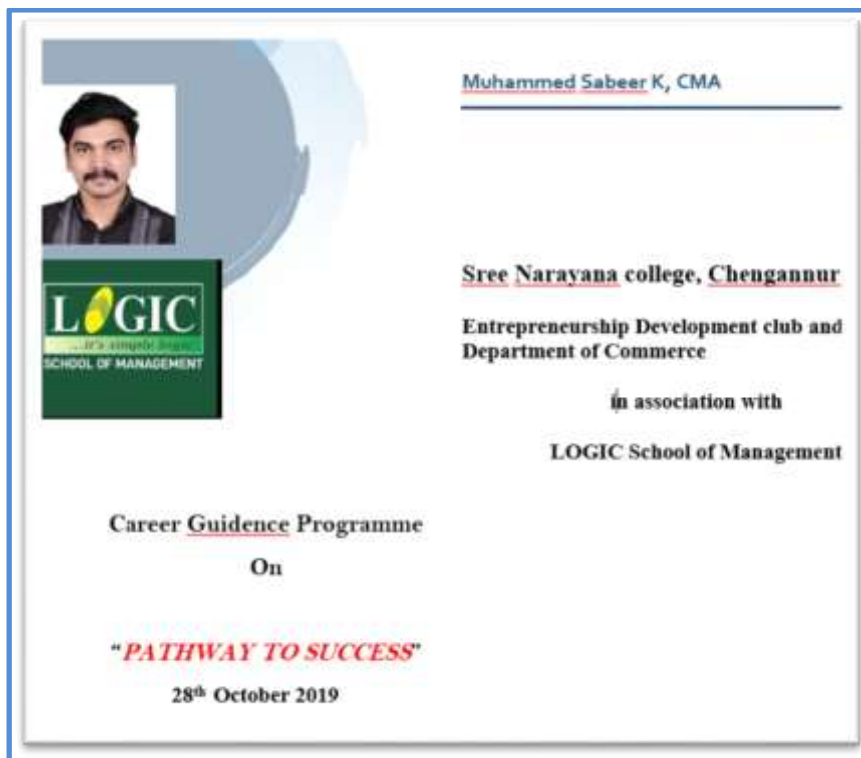 Muhammed Sabeer K, CMA
LOGIC
...it's simple logic
SCHOOL OF MANAGEMENT
Sree Narayana college, Chengannur
Entrepreneurship Development club and
Department of Commerce
in association with
LOGIC School of Management
Career Guidence Programme
On
"PATHWAY TO SUCCESS"
28th October 2019